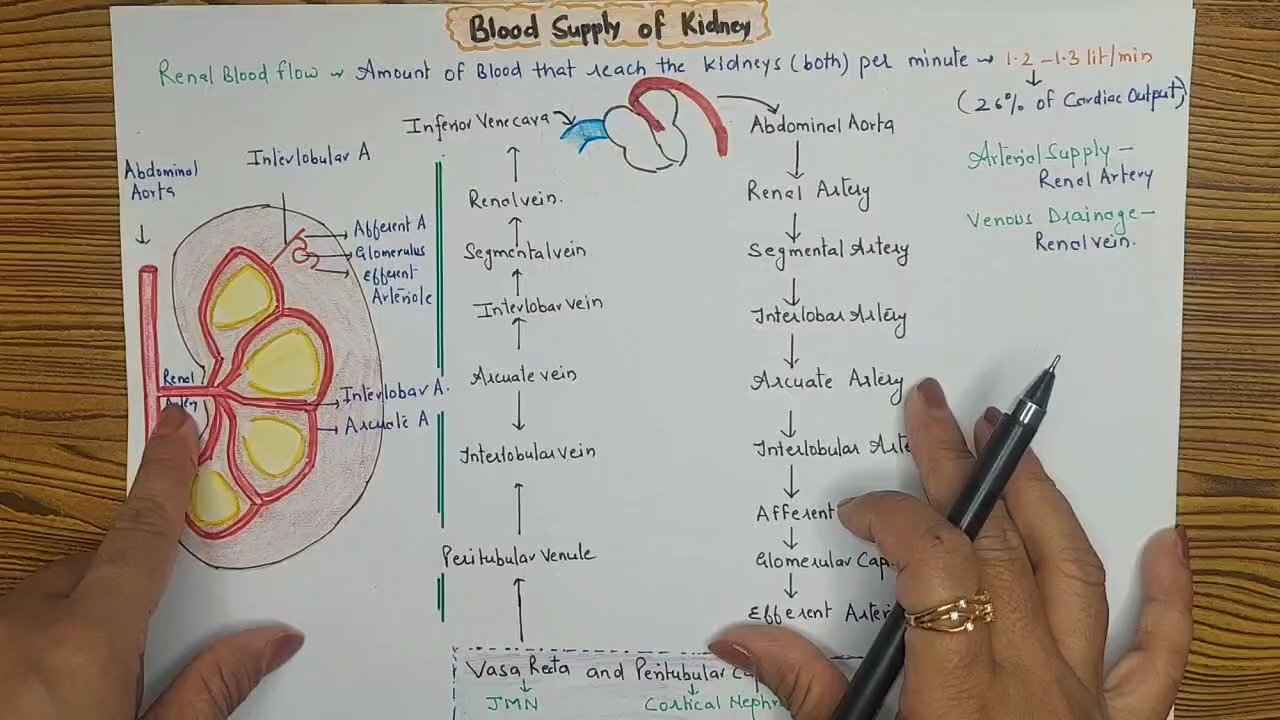 Blood Supply of Kidney
Renal Blood flow → Amount of Blood that reach the kidneys (both) per minute → 1.2 - 1.3 lit/min
(26% of Cardiac Output)
Arterial Supply -
Renal Artery
Venous Drainage -
Renal vein.
Abdominal
Aorta
Interlobular A
Afferent A
Glomerulus
Efferent
Arteriole
Renal
Artery
Interlobar A.
Arcuate A
Inferior Venecava
Renal vein.
Segmental vein
Interlobar vein
Arcuate vein
Interlobular vein
Peritubular Venule
Vasa Recta and Peritubular
JMN
Cortical
Abdominal Aorta
Renal Artery
Segmental Artery
Interlobar Artery
Arcuate Artery
Interlobular
Afferent
Glomerular
Efferent